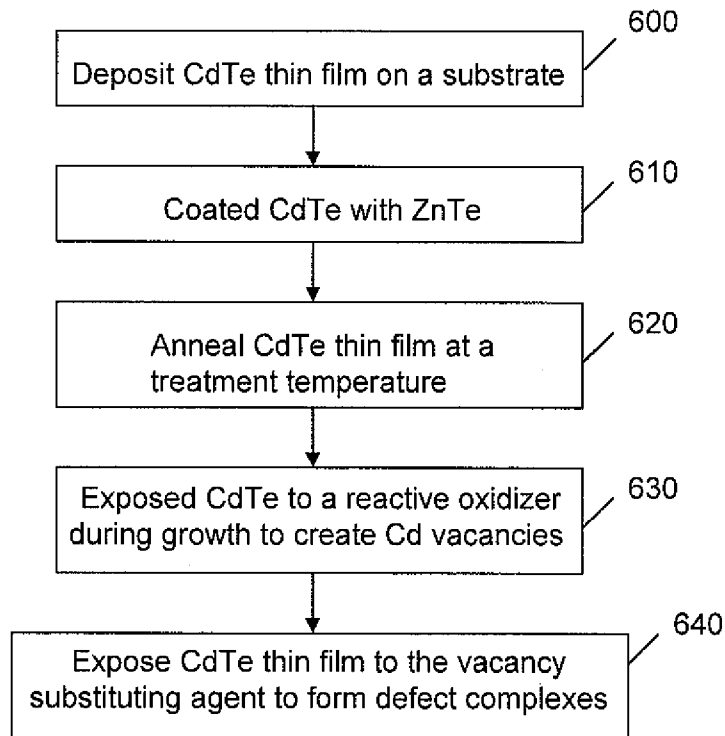 600
Deposit CdTe thin film on a substrate
610
Coated CdTe with ZnTe
620
Anneal CdTe thin film at a
treatment temperature
630
Exposed CdTe to a reactive oxidizer
during growth to create Cd vacancies
640
Expose CdTe thin film to the vacancy
substituting agent to form defect complexes